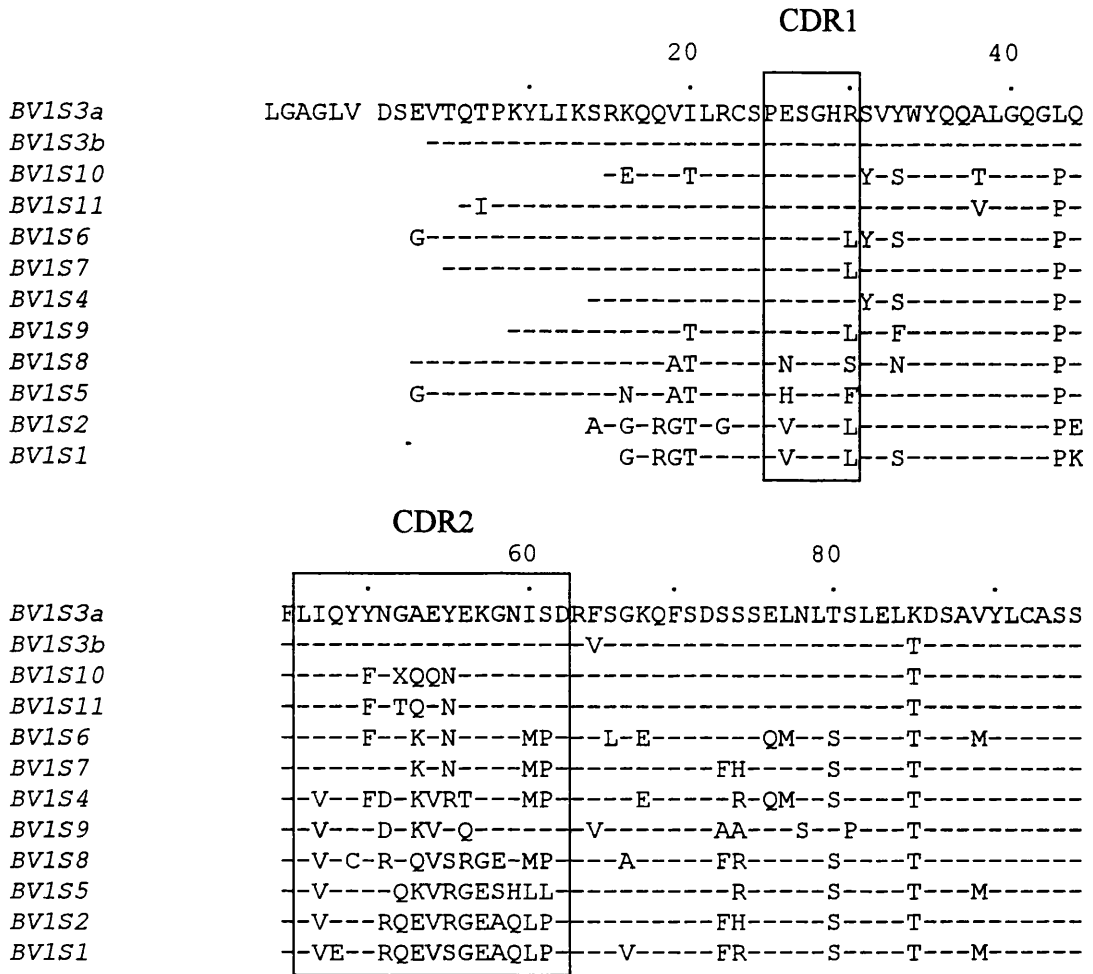 CDR1
20 40
BV1S3a LGAGLV DSEVTQTPKYLIKSRKQQVILRCSPESGHRSVYWYQQALGQGLQ
BV1S3b -----------------------------------------
BV1S10 -E---T----------Y-S----T----P-
BV1S11 -I------------------------------V----P-
BV1S6 G--------------------------LY-S---------P-
BV1S7 -------------------------L------------P-
BV1S4 -----------------Y-S---------P-
BV1S9 -----------T---------L--F---------P-
BV1S8 ----------------AT-----N---S--N---------P-
BV1S5 G------------N--AT-----H---F------------P-
BV1S2 A-G-RGT-G---V---L------------PE
BV1S1 G-RGT-----V---L--S---------PK
CDR2
60 80
BV1S3a FLIQYYNGAEYEKGNISDRFSGKQFSDSSSELNLTSLELKDSAVYLCASS
BV1S3b -------------------V-------------------T----------
BV1S10 -----F-XQQN----------------------------T----------
BV1S11 -----F-TQ-N----------------------------T----------
BV1S6 -----F--K-N----MP---L-E-------QM--S----T---M------
BV1S7 --------K-N----MP----------FH-----S----T----------
BV1S4 --V--FD-KVRT---MP-----E-----R-QM--S----T----------
BV1S9 --V---D-KV-Q-------V-------AA---S--P---T----------
BV1S8 --V-C-R-QVSRGE-MP----A-----FR-----S----T----------
BV1S5 --V----QKVRGESHLL-----------R-----S----T---M------
BV1S2 --V---RQEVRGEAQLP----------FH-----S----T----------
BV1S1 --VE--RQEVSGEAQLP----V-----FR-----S----T---M------